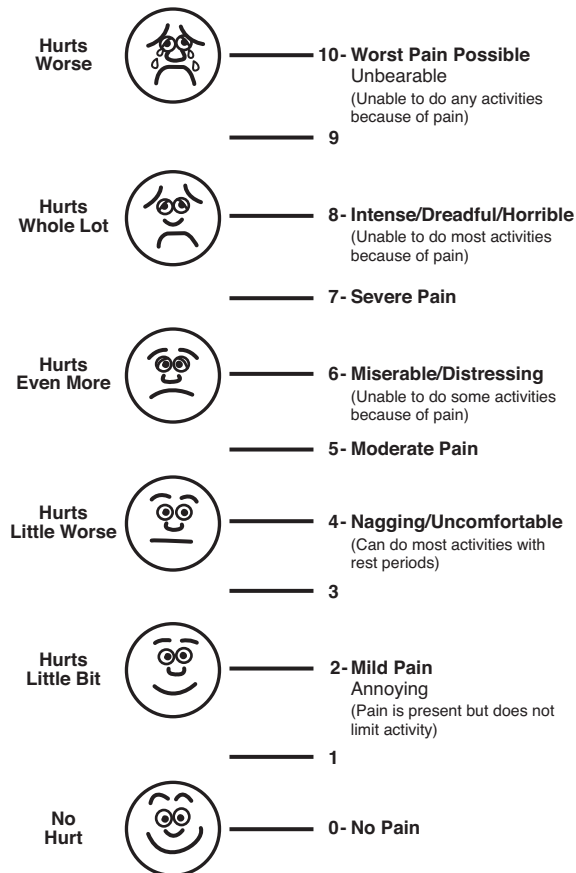 Hurts
Worse
10- Worst Pain Possible
Unbearable
(Unable to do any activities
because of pain)
9
Hurts
Whole Lot
8- Intense/Dreadful/Horrible
(Unable to do most activities
because of pain)
7- Severe Pain
Hurts
Even More
6- Miserable/Distressing
(Unable to do some activities
because of pain)
5- Moderate Pain
Hurts
Little Worse
4- Nagging/Uncomfortable
(Can do most activities with
rest periods)
3
Hurts
Little Bit
2- Mild Pain
Annoying
(Pain is present but does not
limit activity)
1
No
Hurt
0- No Pain